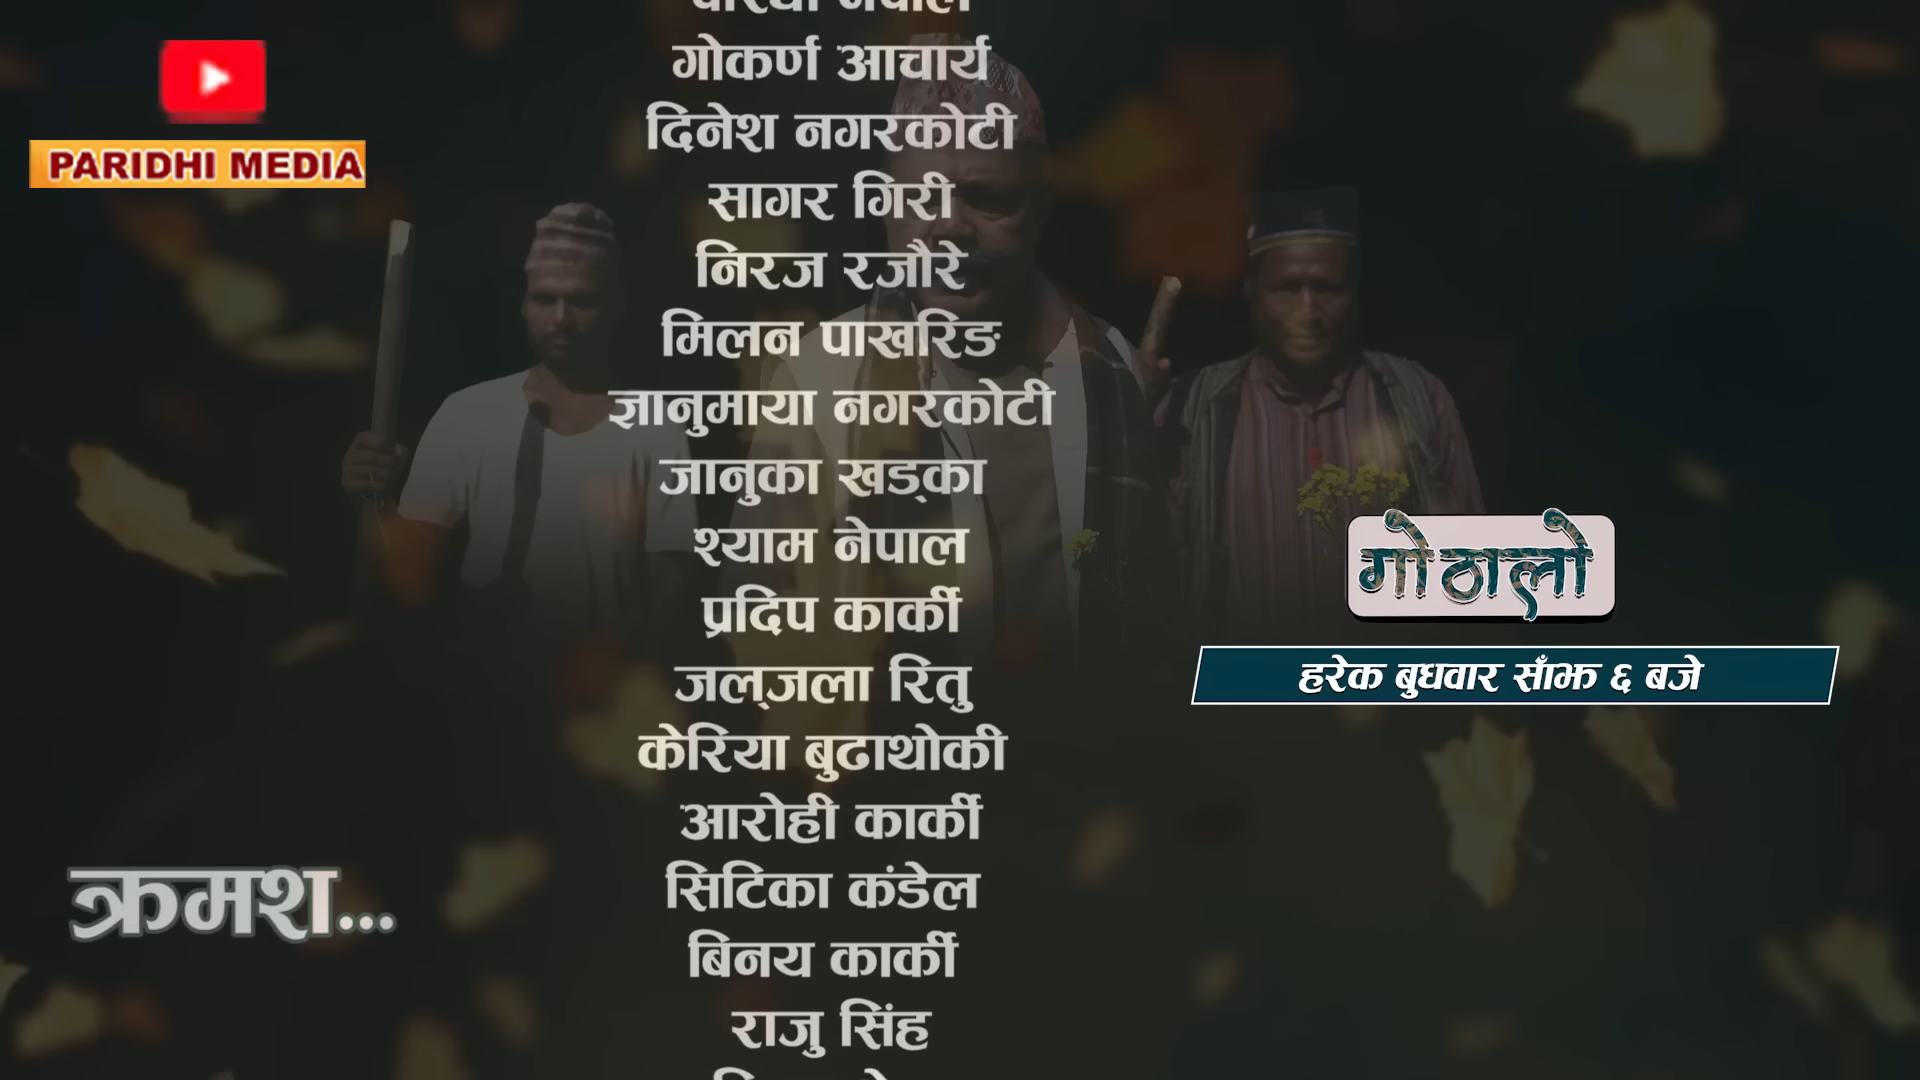 PARIDHI MEDIA
गोकर्ण आचार्य
दिनेश नगरकोटी
सागर गिरी
निरज रजौरे
मिलन पाखरिङ
ज्ञानुमाया नगरकोटी
जानुका खड्का
श्याम नेपाल
प्रदिप कार्की
जल्जला रितु
केरिया बुढाथोकी
आरोही कार्की
सिटिका कंडेल
बिनय कार्की
राजु सिंह
गोठालो
हरेक बुधवार साँझ ६ बजे
क्रमश...